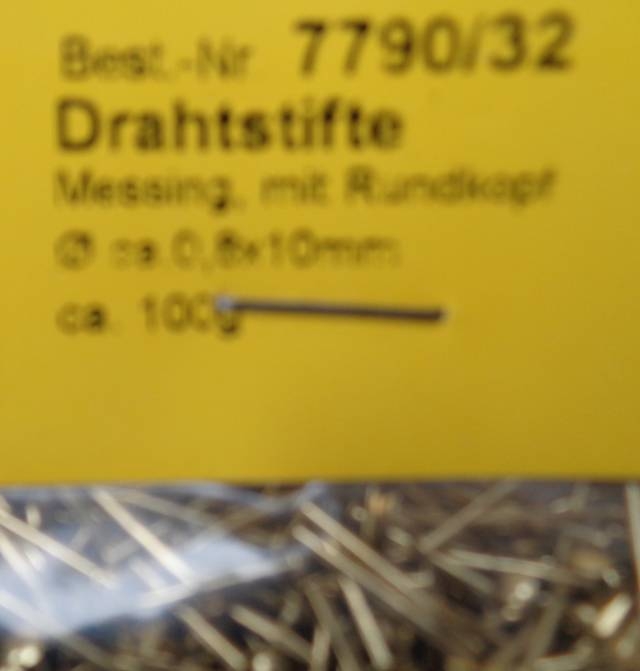 Best.-Nr 7790/32
Drahtstifte
Messing, mit Rundkopf
Ø ca.0,8x10mm
ca. 100g